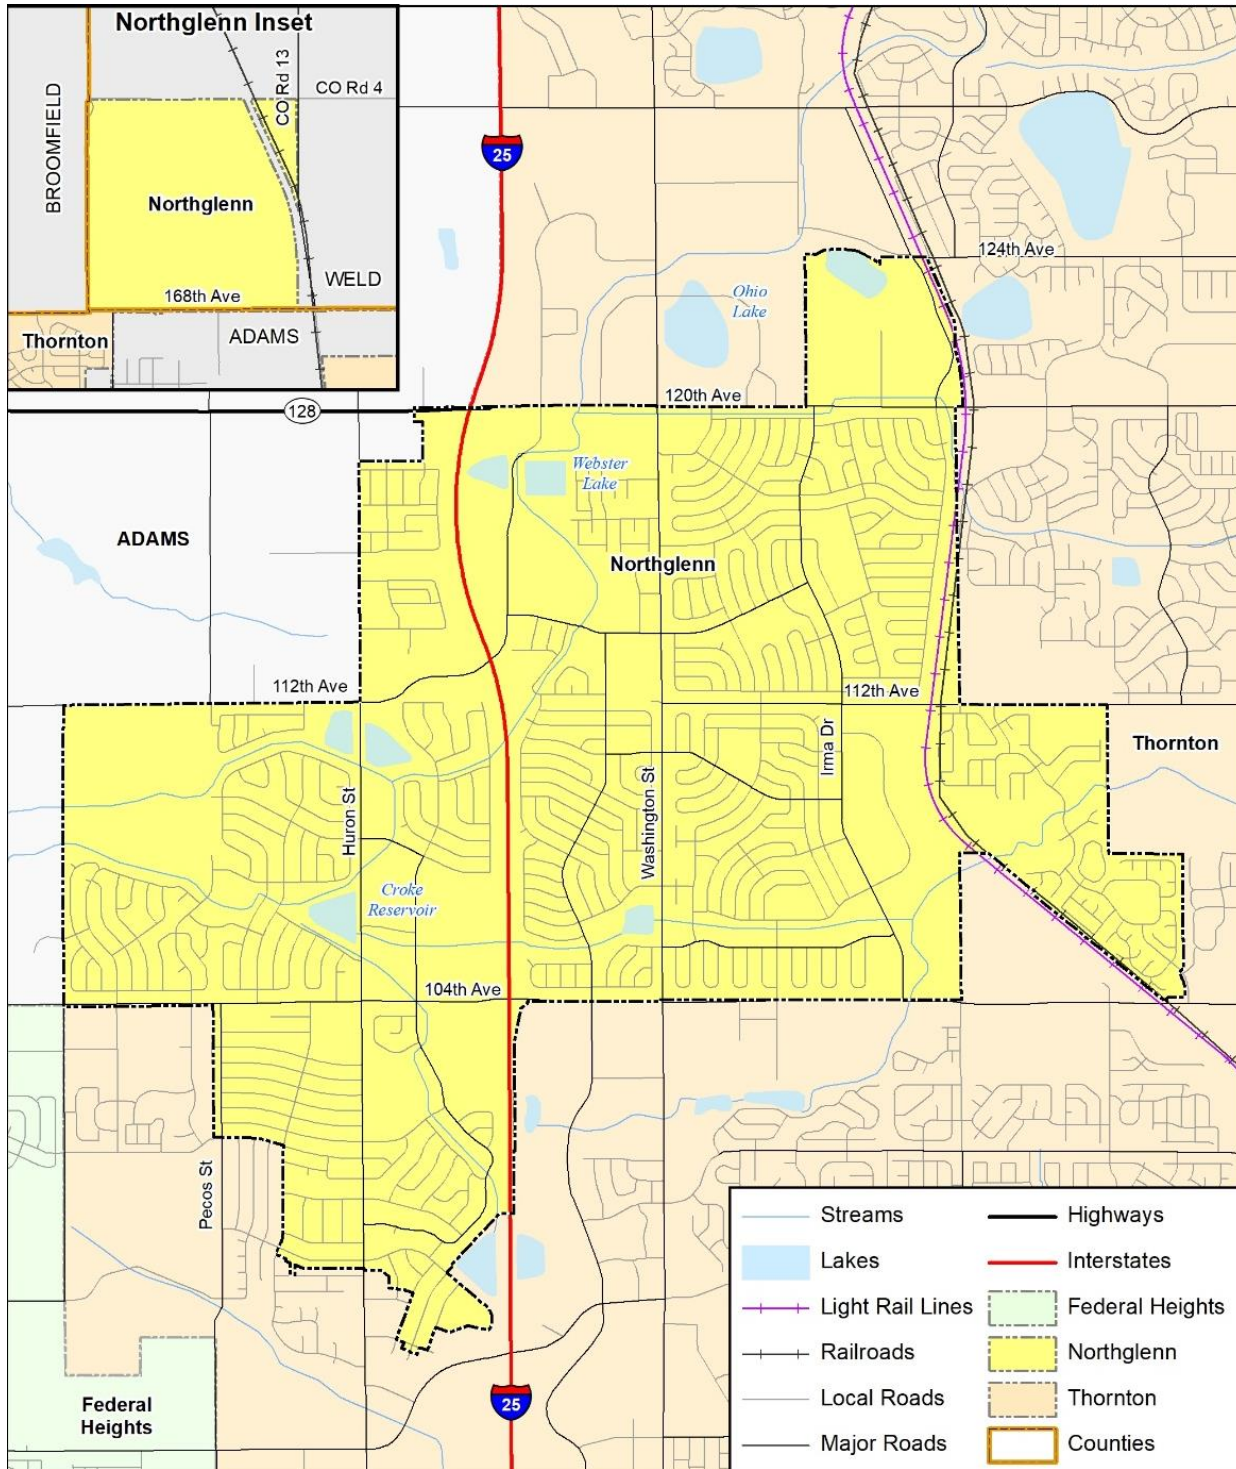 Northglenn Inset
BROOMFIELD
CO Rd 13
CO Rd 4
Northglenn
WELD
168th Ave
Thornton
ADAMS
25
124th Ave
Ohio
Lake
120th Ave
128
Webster
Lake
ADAMS
Northglenn
112th Ave
112th Ave
Irma Dr
Thornton
Huron St
Washington St
Croke
Reservoir
104th Ave
Pecos St
Federal
Heights
25
Streams
Highways
Lakes
Interstates
Light Rail Lines
Federal Heights
Railroads
Northglenn
Local Roads
Thornton
Major Roads
Counties